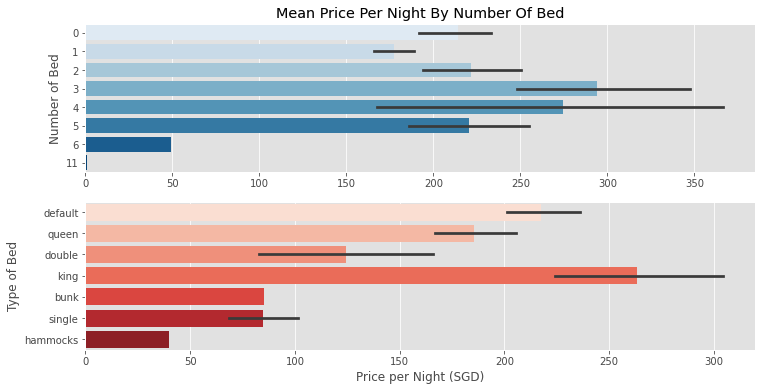 Mean Price Per Night By Number Of Bed
Number of Bed
0
1
2
3
4
5
6
11
0 50 100 150 200 250 300 350
Type of Bed
default
queen
double
king
bunk
single
hammocks
0 50 100 150 200 250 300
Price per Night (SGD)